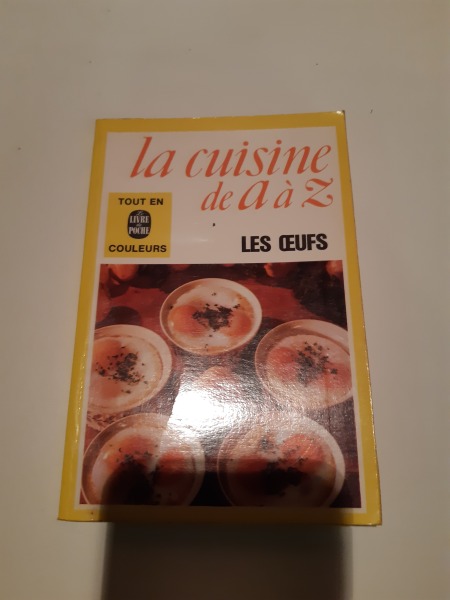 la cuisine
de a à z
TOUT EN
LE
LIVRE
DE
POCHE
COULEURS
LES ŒUFS